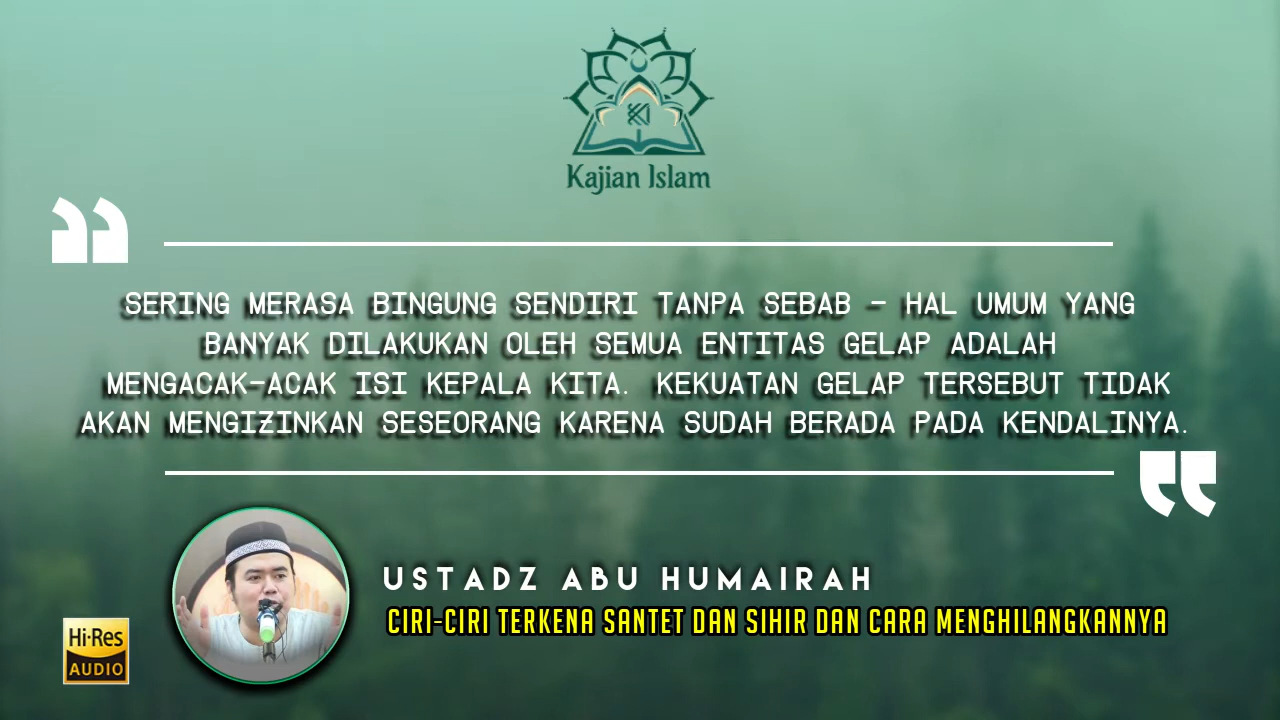 Kajian Islam
SERING MERASA BINGUNG SENDIRI TANPA SEBAB - HAL UMUM YANG
BANYAK DILAKUKAN OLEH SEMUA ENTITAS GELAP ADALAH
MENGACAK-ACAK ISI KEPALA KITA. KEKUATAN GELAP TERSEBUT TIDAK
AKAN MENGIZINKAN SESEORANG KARENA SUDAH BERADA PADA KENDALINYA.
USTADZ ABU HUMAIRAH
CIRI-CIRI TERKENA SANTET DAN SIHIR DAN CARA MENGHILANGKANNYA
Hi-Res
AUDIO